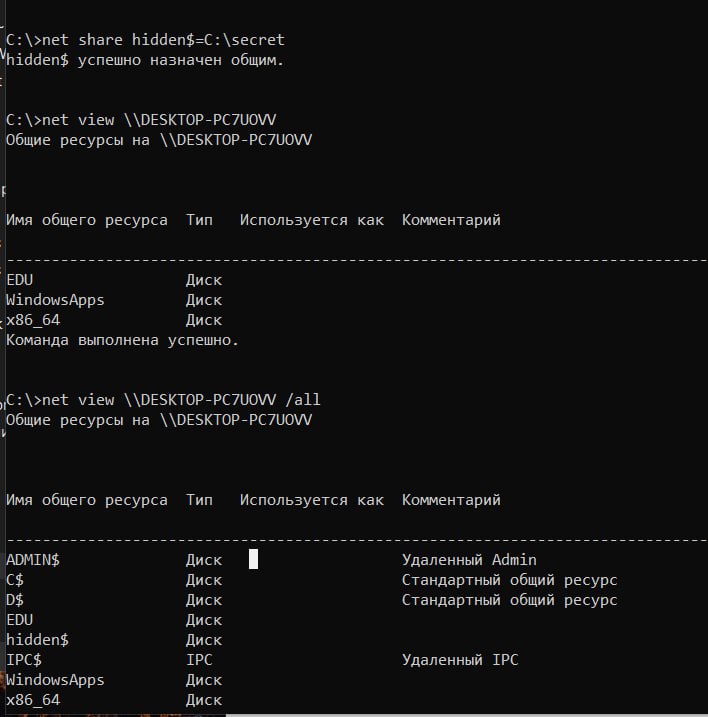 C:\>net share hidden$=C:\secret
hidden$ успешно назначен общим.
C:\>net view \\DESKTOP-PC7UOVV
Общие ресурсы на \\DESKTOP-PC7UOVV
Имя общего ресурса  Тип   Используется как  Комментарий
-------------------------------------------------------------------------------
EDU                 Диск
WindowsApps         Диск
x86_64              Диск
Команда выполнена успешно.
C:\>net view \\DESKTOP-PC7UOVV /all
Общие ресурсы на \\DESKTOP-PC7UOVV
Имя общего ресурса  Тип   Используется как  Комментарий
-------------------------------------------------------------------------------
ADMIN$              Диск                    Удаленный Admin
C$                  Диск                    Стандартный общий ресурс
D$                  Диск                    Стандартный общий ресурс
EDU                 Диск
hidden$             Диск
IPC$                IPC                     Удаленный IPC
WindowsApps         Диск
x86_64              Диск